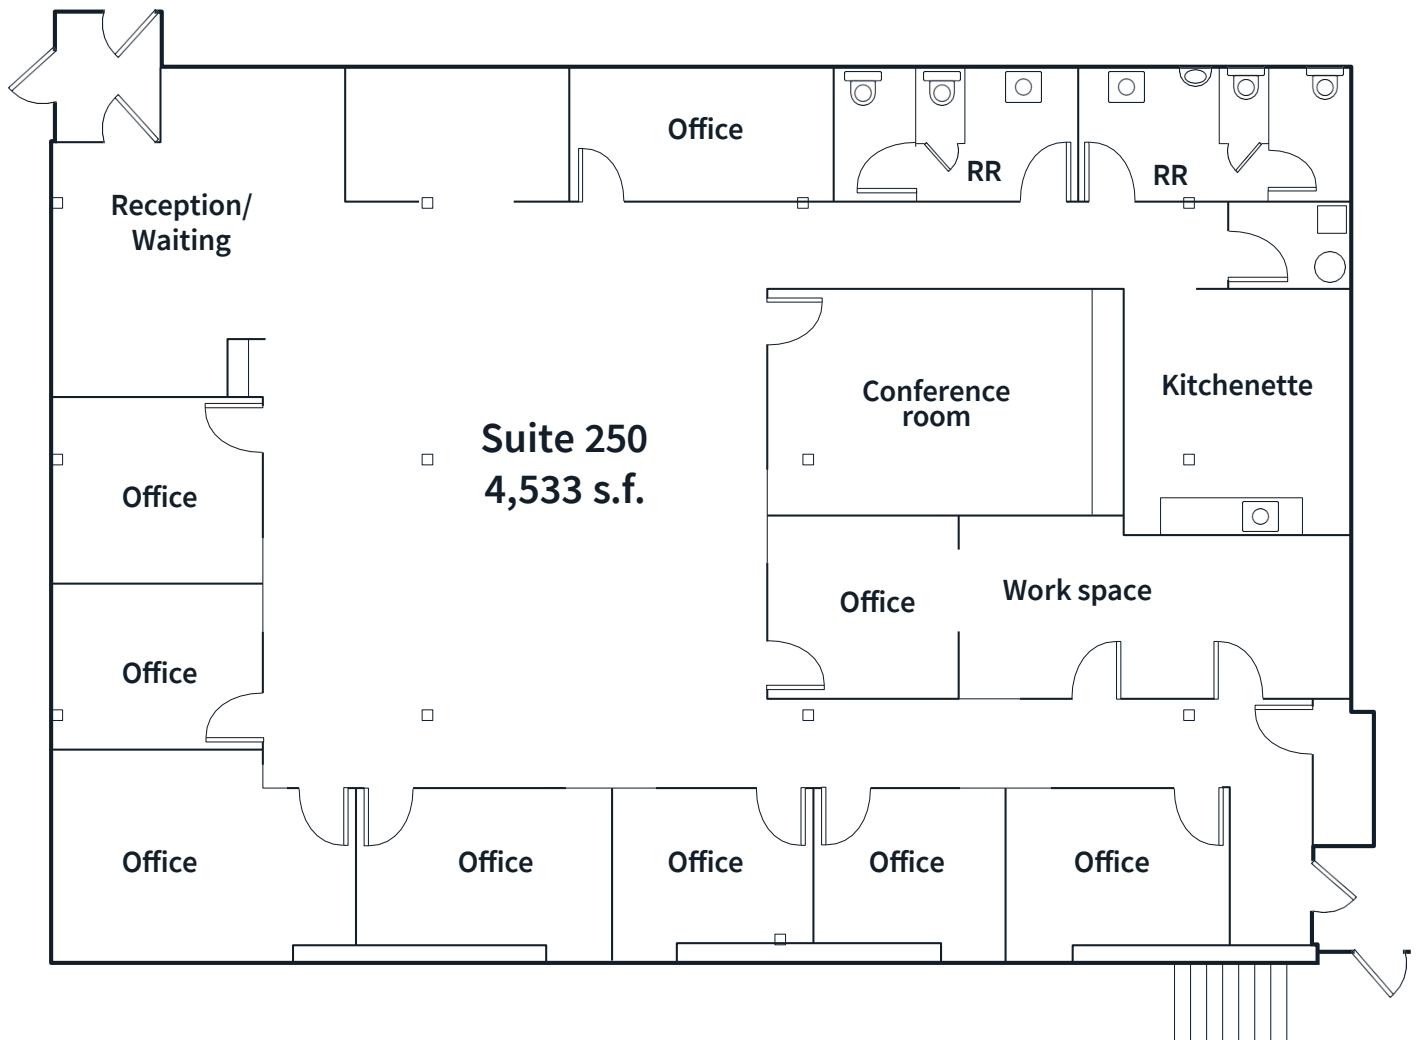 Office
RR
RR
Reception/
Waiting
Conference
room
Kitchenette
Suite 250
4,533 s.f.
Office
Office
Work space
Office
Office
Office
Office
Office
Office